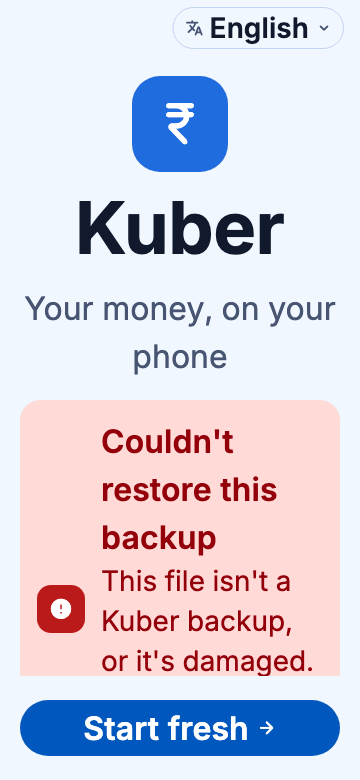 English
₹
Kuber
Your money, on your
phone
Couldn't
restore this
backup
This file isn't a
Kuber backup,
or it's damaged.
Start fresh →